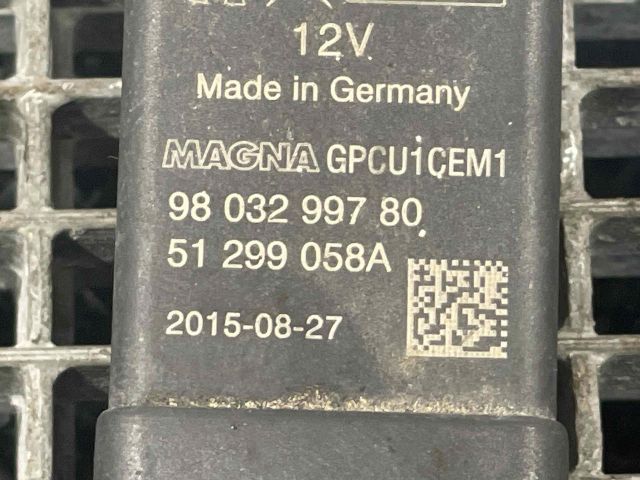 12V
Made in Germany
MAGNA GPCU1CEM1
98 032 997 80
51 299 058A
2015-08-27